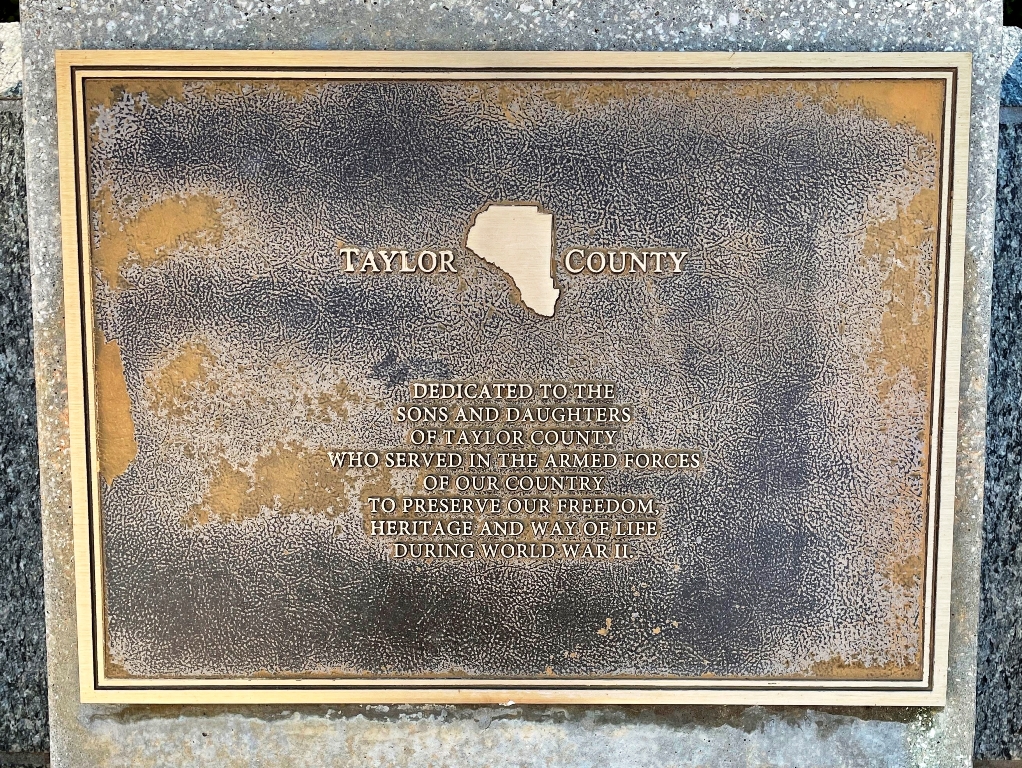 TAYLOR COUNTY
DEDICATED TO THE
SONS AND DAUGHTERS
OF TAYLOR COUNTY
WHO SERVED IN THE ARMED FORCES
OF OUR COUNTRY
TO PRESERVE OUR FREEDOM,
HERITAGE AND WAY OF LIFE
DURING WORLD WAR II.